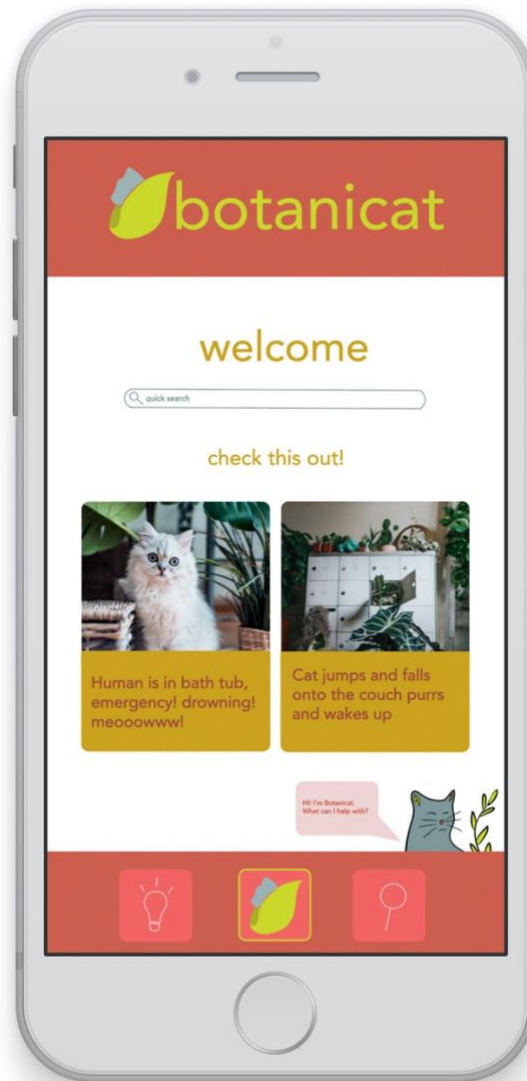 botanicat
welcome
quick search
check this out!
Human is in bath tub,
emergency! drowning!
meooowww!
Cat jumps and falls
onto the couch purrs
and wakes up
Hi! I'm Botanicat.
What can I help with?